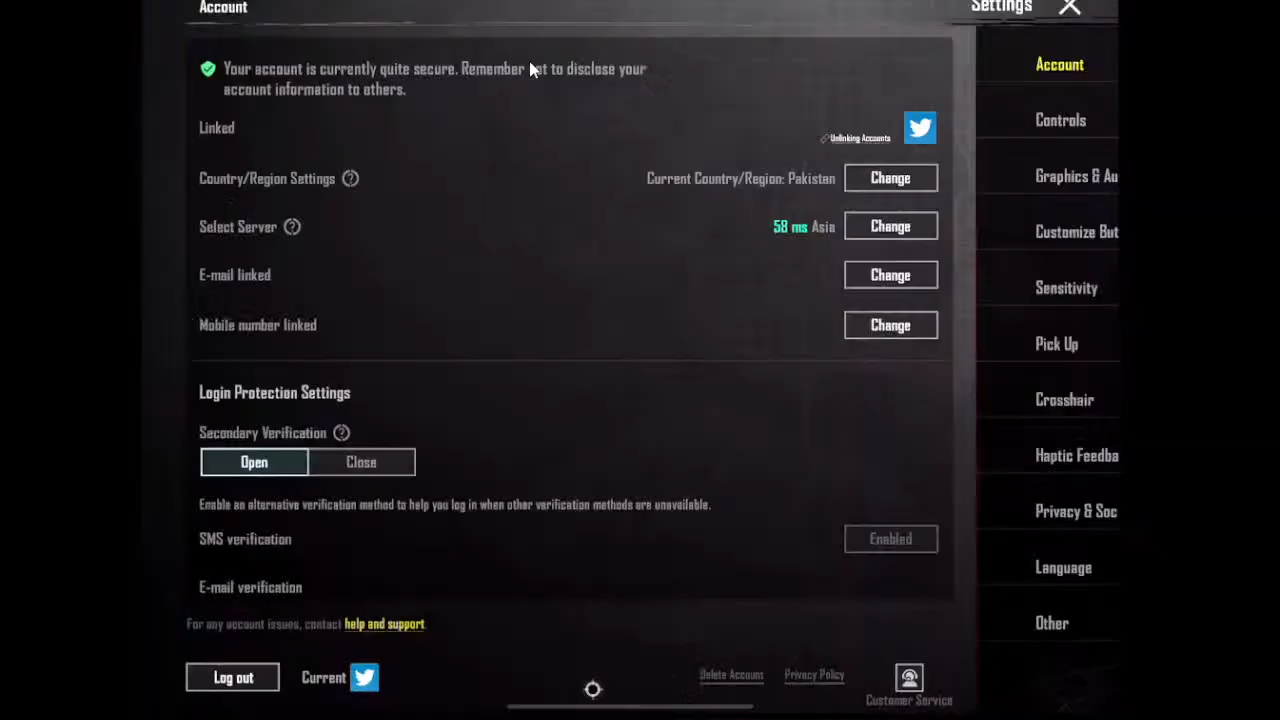 Account
Settings
Your account is currently quite secure. Remember not to disclose your
account information to others.
Linked
Unlinking Accounts
Country/Region Settings
Current Country/Region: Pakistan
Change
Select Server
58 ms Asia
Change
E-mail linked
Change
Mobile number linked
Change
Login Protection Settings
Secondary Verification
Open
Close
Enable an alternative verification method to help you log in when other verification methods are unavailable.
SMS verification
Enabled
E-mail verification
For any account issues, contact help and support
Log out
Current
Delete Account
Privacy Policy
Customer Service
Account
Controls
Graphics & Au
Customize But
Sensitivity
Pick Up
Crosshair
Haptic Feedba
Privacy & Soc
Language
Other